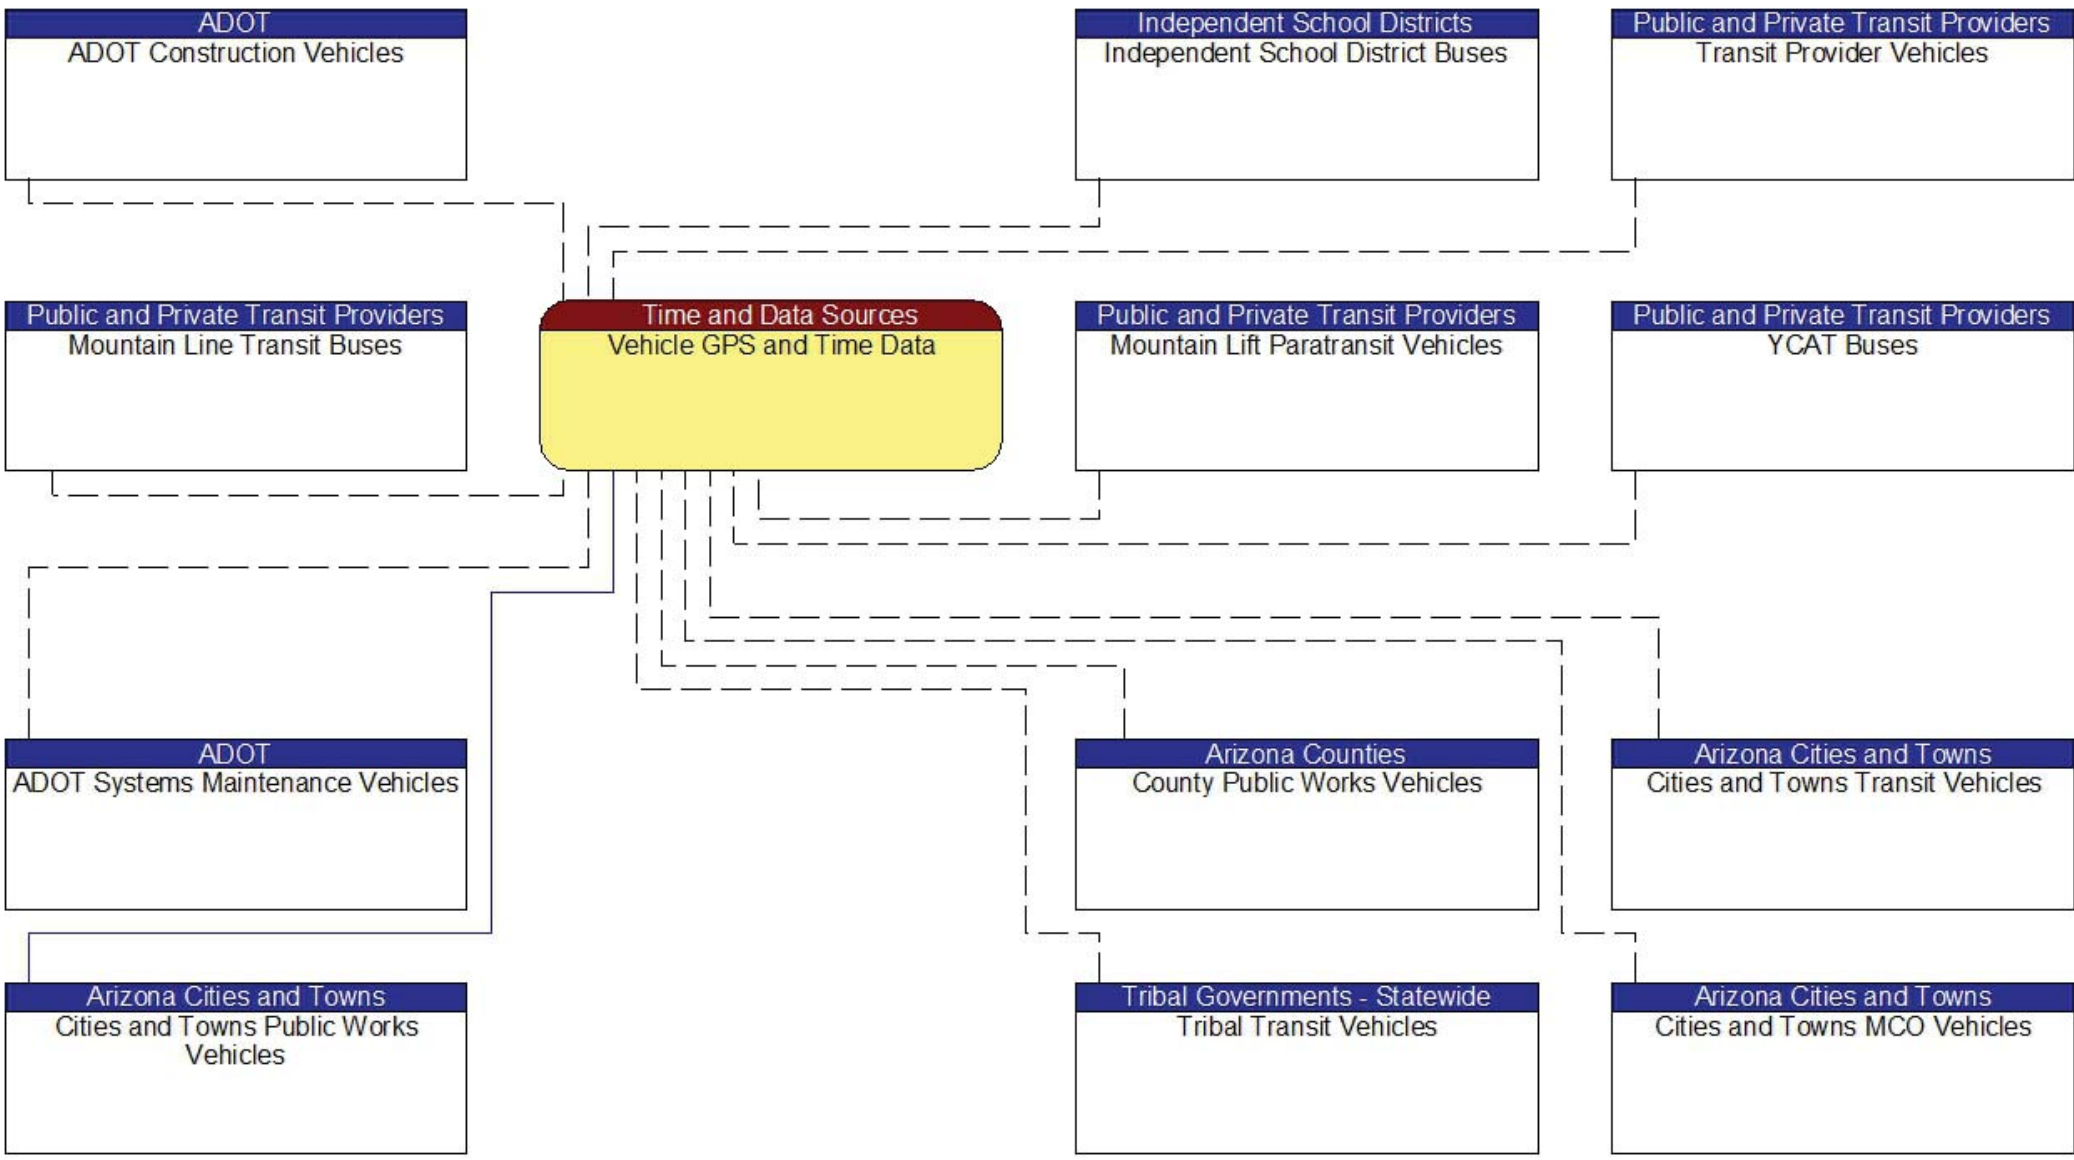 ADOT
ADOT Construction Vehicles
Independent School Districts
Independent School District Buses
Public and Private Transit Providers
Transit Provider Vehicles
Public and Private Transit Providers
Mountain Line Transit Buses
Time and Data Sources
Vehicle GPS and Time Data
Public and Private Transit Providers
Mountain Lift Paratransit Vehicles
Public and Private Transit Providers
YCAT Buses
ADOT
ADOT Systems Maintenance Vehicles
Arizona Counties
County Public Works Vehicles
Arizona Cities and Towns
Cities and Towns Transit Vehicles
Arizona Cities and Towns
Cities and Towns Public Works
Vehicles
Tribal Governments - Statewide
Tribal Transit Vehicles
Arizona Cities and Towns
Cities and Towns MCO Vehicles